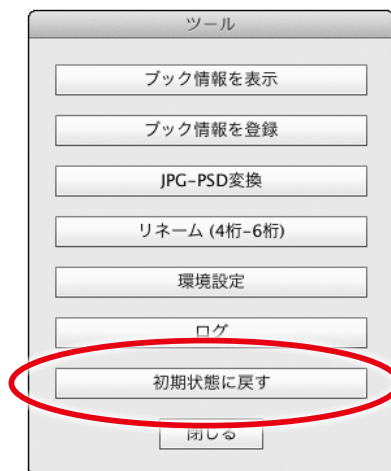 ツール
ブック情報を表示
ブック情報を登録
JPG-PSD変換
リネーム (4桁-6桁)
環境設定
ログ
初期状態に戻す
閉じる